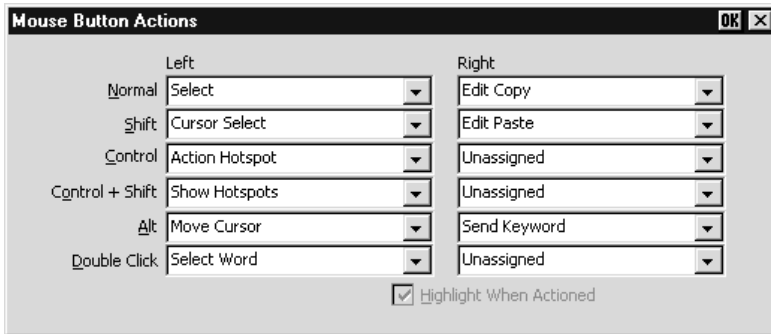 Mouse Button Actions OK
Left Right
Normal Select Edit Copy
Shift Cursor Select Edit Paste
Control Action Hotspot Unassigned
Control + Shift Show Hotspots Unassigned
Alt Move Cursor Send Keyword
Double Click Select Word Unassigned
Highlight When Actioned